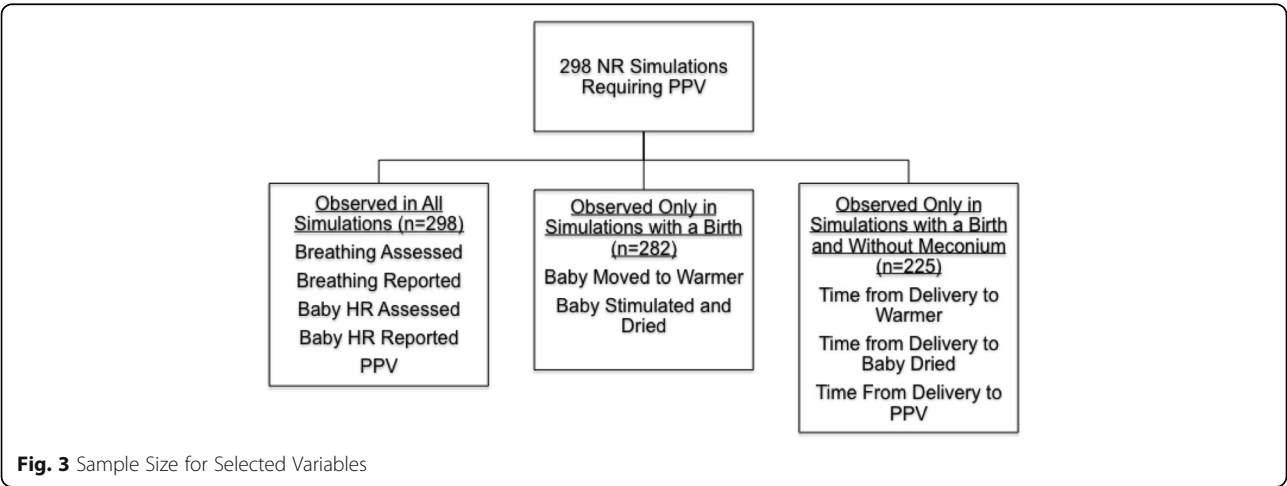 298 NR Simulations
Requiring PPV
Observed in All
Simulations (n=298)
Breathing Assessed
Breathing Reported
Baby HR Assessed
Baby HR Reported
PPV
Observed Only in
Simulations with a Birth
(n=282)
Baby Moved to Warmer
Baby Stimulated and
Dried
Observed Only in
Simulations with a Birth
and Without Meconium
(n=225)
Time from Delivery to
Warmer
Time from Delivery to
Baby Dried
Time From Delivery to
PPV
Fig. 3 Sample Size for Selected Variables